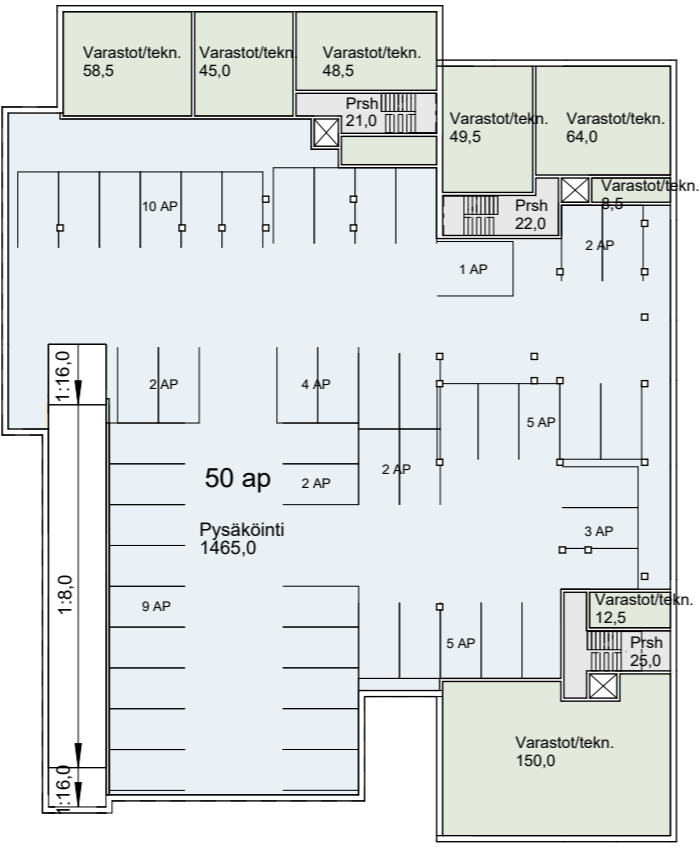 Varastot/tekn.
58,5
Varastot/tekn.
45,0
Varastot/tekn.
48,5
Prsh
21,0
Varastot/tekn.
49,5
Varastot/tekn.
64,0
Varastot/tekn.
8,5
Prsh
22,0
10 AP
2 AP
1 AP
1:16,0
2 AP
4 AP
5 AP
50 ap
2 AP
2 AP
Pysäköinti
1465,0
3 AP
1:8,0
9 AP
Varastot/tekn.
12,5
5 AP
Prsh
25,0
Varastot/tekn.
150,0
1:16,0